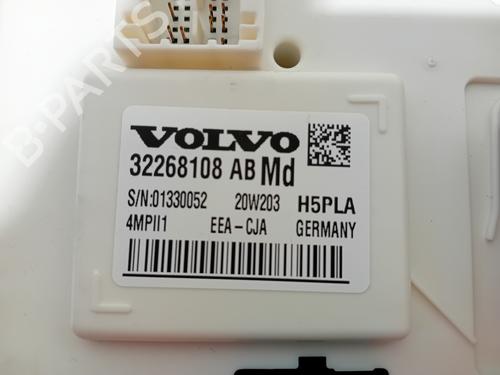 B-PARTS
VOLVO
32268108 AB Md
S/N:01330052 20W203 H5PLA
4MPII1 EEA-CJA GERMANY